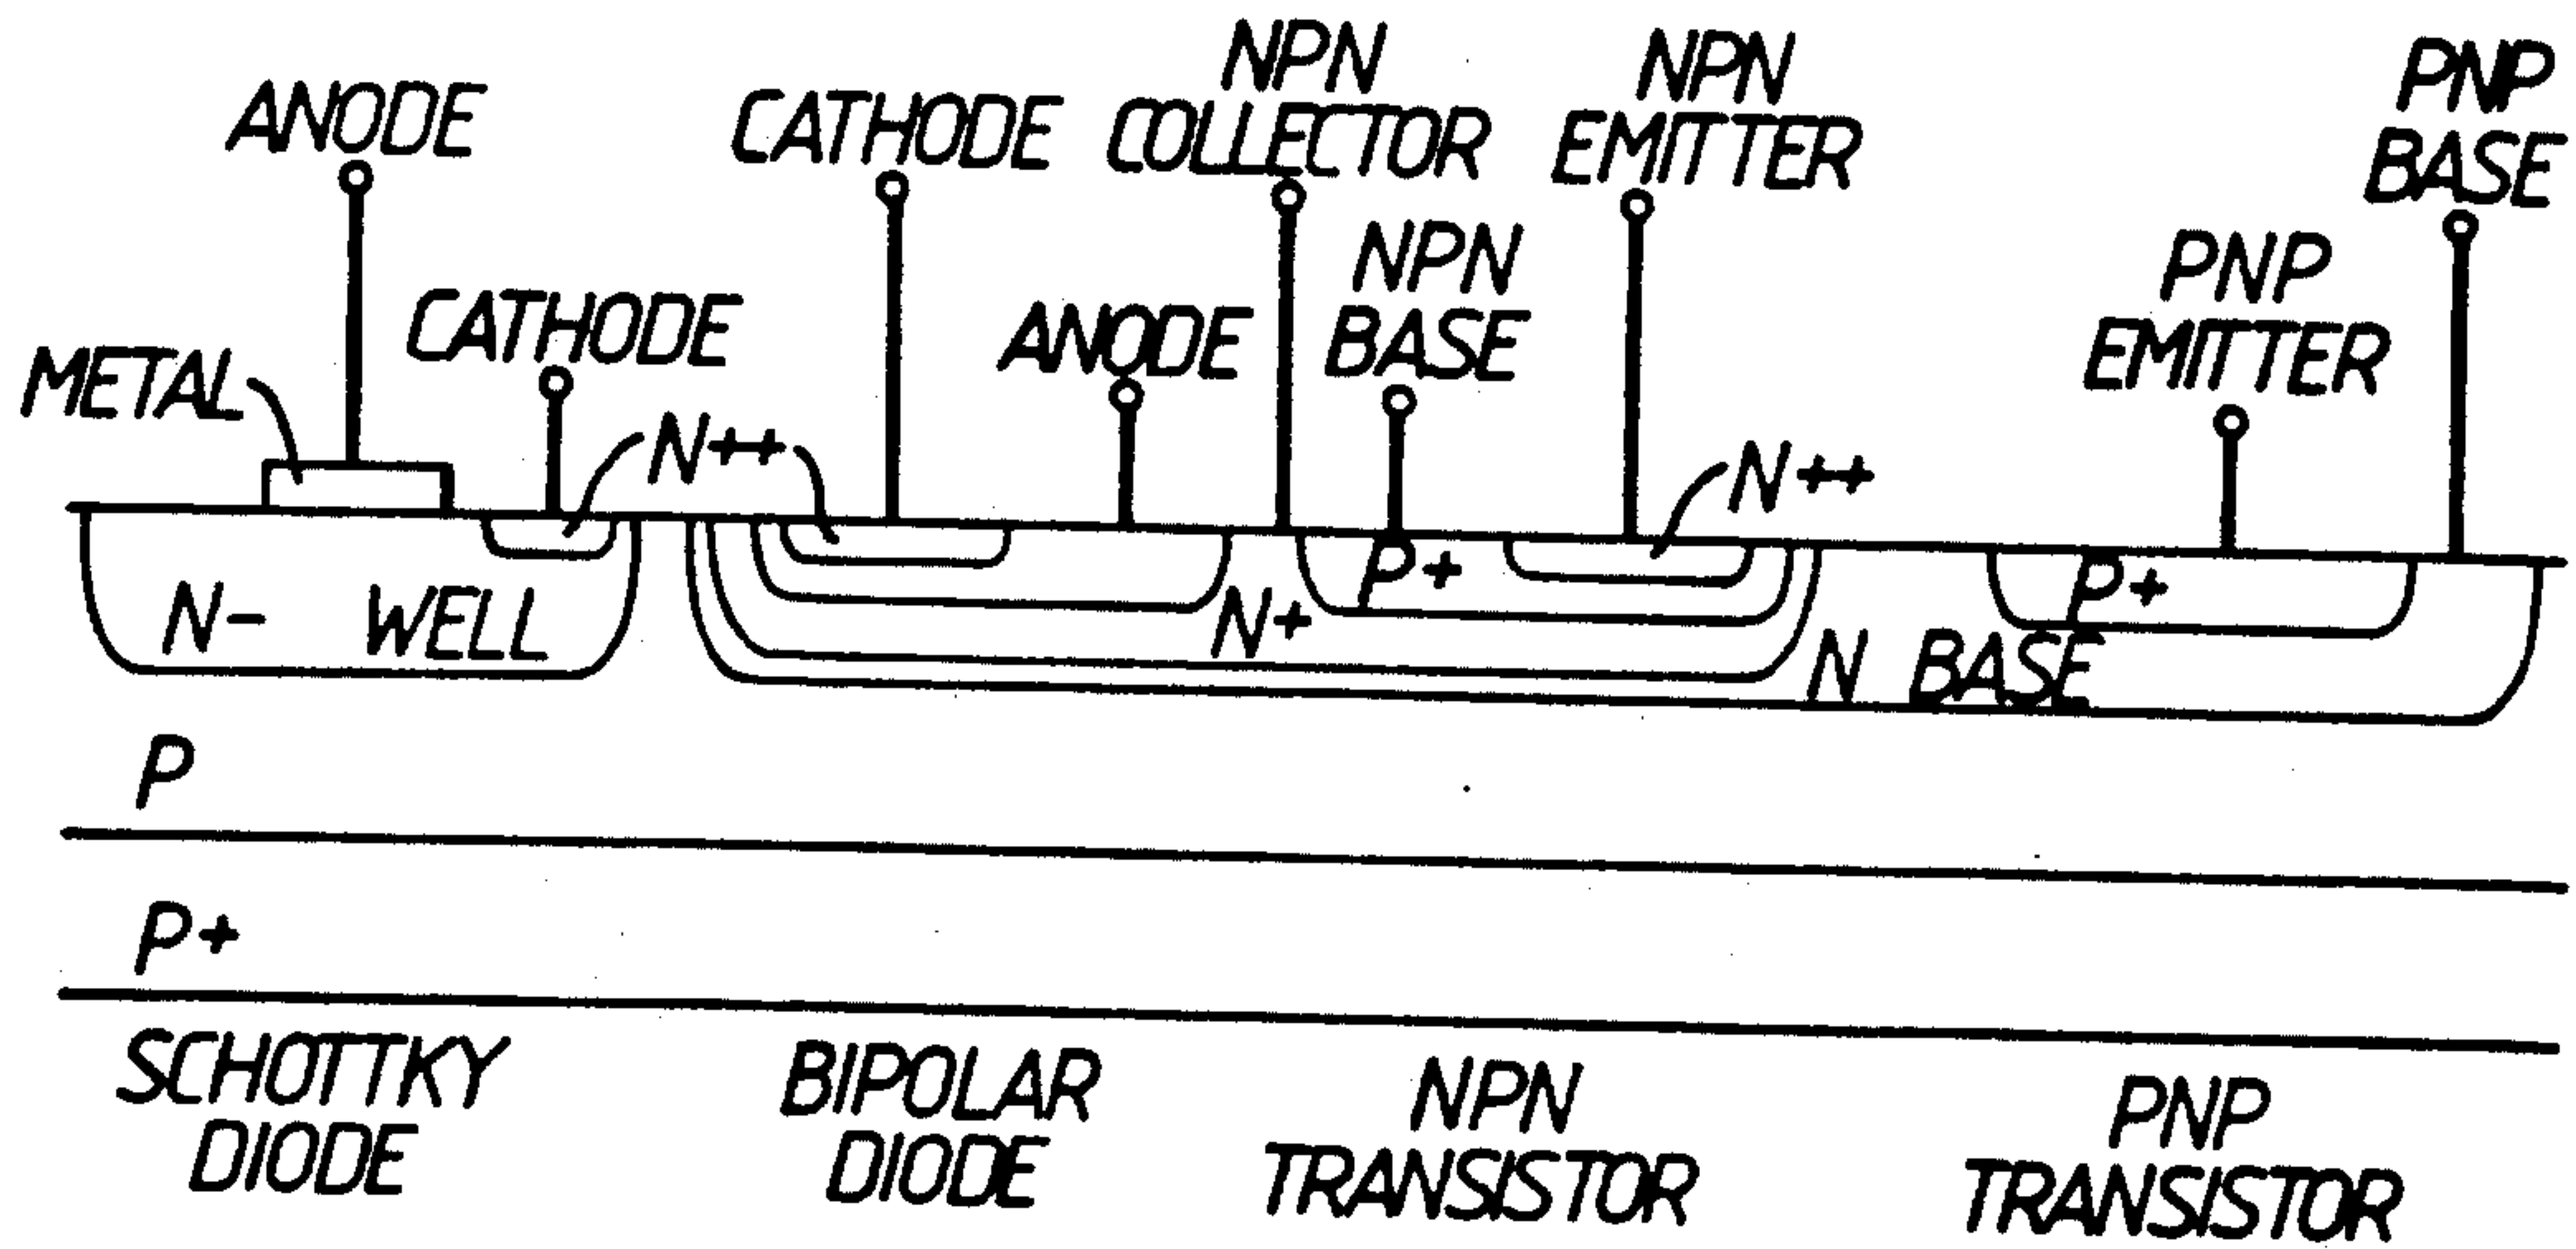 ANODE
CATHODE
NPN
COLLECTOR
NPN
EMITTER
PNP
BASE
METAL
CATHODE
ANODE
NPN
BASE
PNP
EMITTER
N++
N++
N- WELL
N+
P+
P+
N BASE
P
P+
SCHOTTKY
DIODE
BIPOLAR
DIODE
NPN
TRANSISTOR
PNP
TRANSISTOR